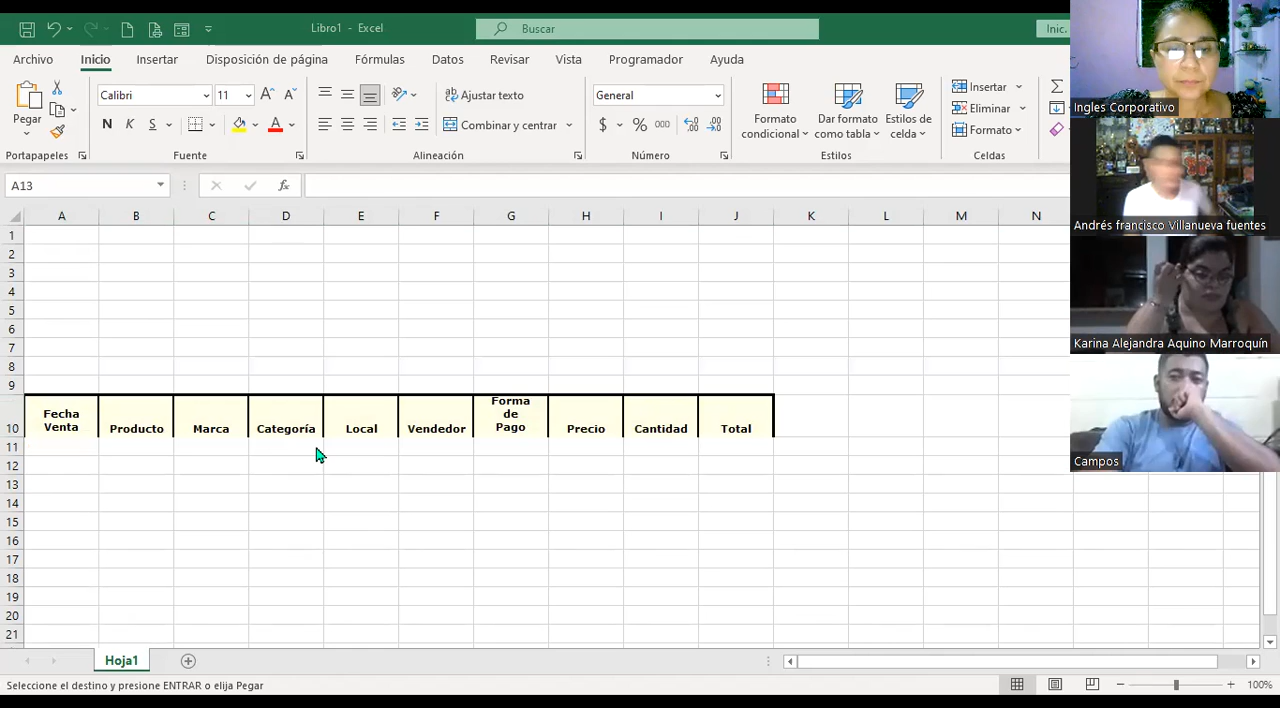 Libro1 - Excel
Buscar
Inic.
Archivo Inicio Insertar Disposición de página Fórmulas Datos Revisar Vista Programador Ayuda
Pegar
Calibri 11
N K S
Ajustar texto
Combinar y centrar
General
$ % 000
Formato condicional
Dar formato como tabla
Estilos de celda
Insertar
Eliminar
Formato
Portapapeles Fuente Alineación Número Estilos Celdas
A13
fx
A B C D E F G H I J K L M N
1
2
3
4
5
6
7
8
9
10 Fecha Venta Producto Marca Categoría Local Vendedor Forma de Pago Precio Cantidad Total
11
12
13
14
15
16
17
18
19
20
21
Hoja1
Seleccione el destino y presione ENTRAR o elija Pegar
100%
Ingles Corporativo
Andrés francisco Villanueva fuentes
Karina Alejandra Aquino Marroquín
Campos